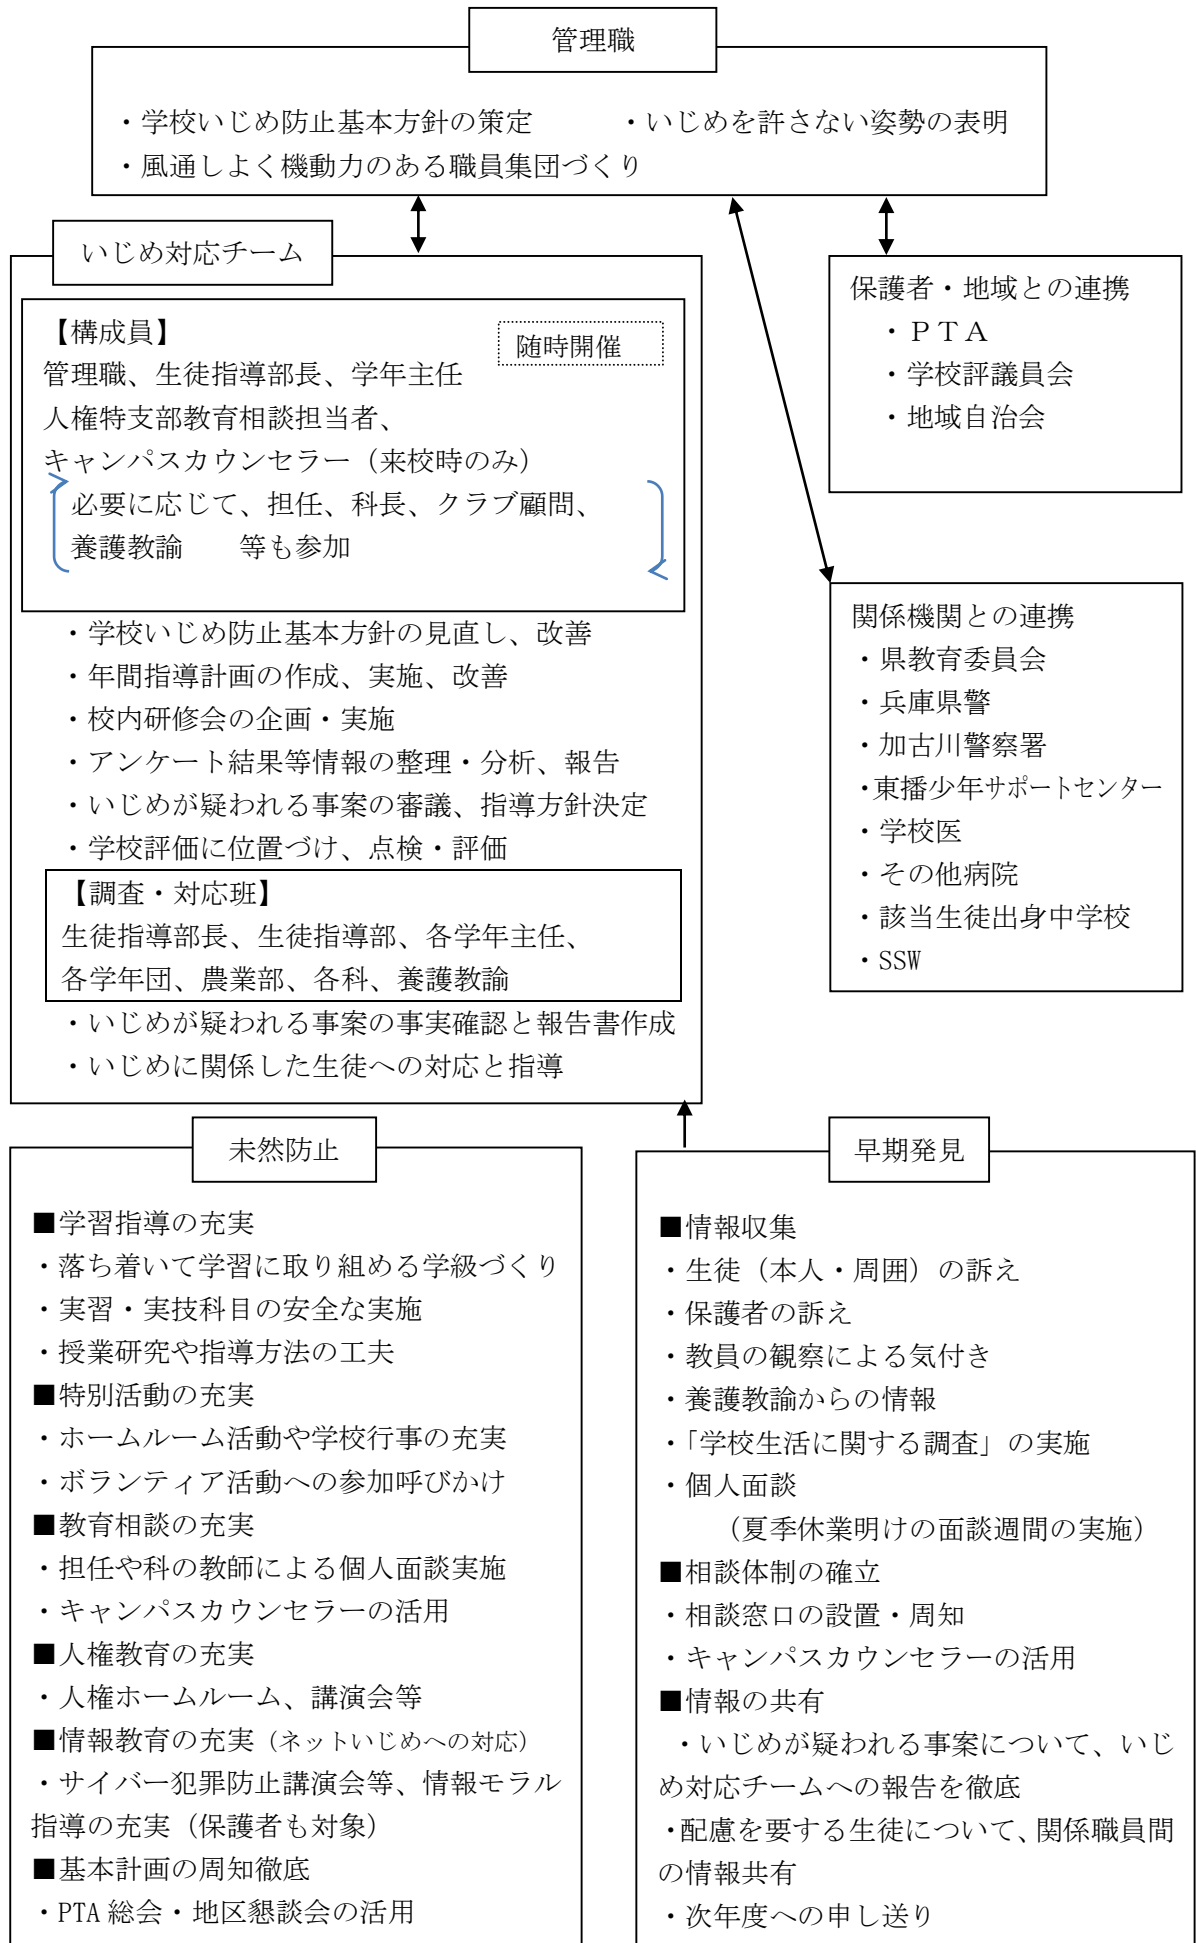 管理職
・学校いじめ防止基本方針の策定　　　・いじめを許さない姿勢の表明
・風通しよく機動力のある職員集団づくり
いじめ対応チーム
【構成員】
随時開催
管理職、生徒指導部長、学年主任
人権特支部教育相談担当者、
キャンパスカウンセラー（来校時のみ）
必要に応じて、担任、科長、クラブ顧問、
養護教諭　　等も参加
・学校いじめ防止基本方針の見直し、改善
・年間指導計画の作成、実施、改善
・校内研修会の企画・実施
・アンケート結果等情報の整理・分析、報告
・いじめが疑われる事案の審議、指導方針決定
・学校評価に位置づけ、点検・評価
【調査・対応班】
生徒指導部長、生徒指導部、各学年主任、
各学年団、農業部、各科、養護教諭
・いじめが疑われる事案の事実確認と報告書作成
・いじめに関係した生徒への対応と指導
保護者・地域との連携
・ＰＴＡ
・学校評議員会
・地域自治会
関係機関との連携
・県教育委員会
・兵庫県警
・加古川警察署
・東播少年サポートセンター
・学校医
・その他病院
・該当生徒出身中学校
・SSW
未然防止
■学習指導の充実
・落ち着いて学習に取り組める学級づくり
・実習・実技科目の安全な実施
・授業研究や指導方法の工夫
■特別活動の充実
・ホームルーム活動や学校行事の充実
・ボランティア活動への参加呼びかけ
■教育相談の充実
・担任や科の教師による個人面談実施
・キャンパスカウンセラーの活用
■人権教育の充実
・人権ホームルーム、講演会等
■情報教育の充実（ネットいじめへの対応）
・サイバー犯罪防止講演会等、情報モラル
指導の充実（保護者も対象）
■基本計画の周知徹底
・PTA 総会・地区懇談会の活用
早期発見
■情報収集
・生徒（本人・周囲）の訴え
・保護者の訴え
・教員の観察による気付き
・養護教諭からの情報
・「学校生活に関する調査」の実施
・個人面談
（夏季休業明けの面談週間の実施）
■相談体制の確立
・相談窓口の設置・周知
・キャンパスカウンセラーの活用
■情報の共有
・いじめが疑われる事案について、いじ
め対応チームへの報告を徹底
・配慮を要する生徒について、関係職員間
の情報共有
・次年度への申し送り